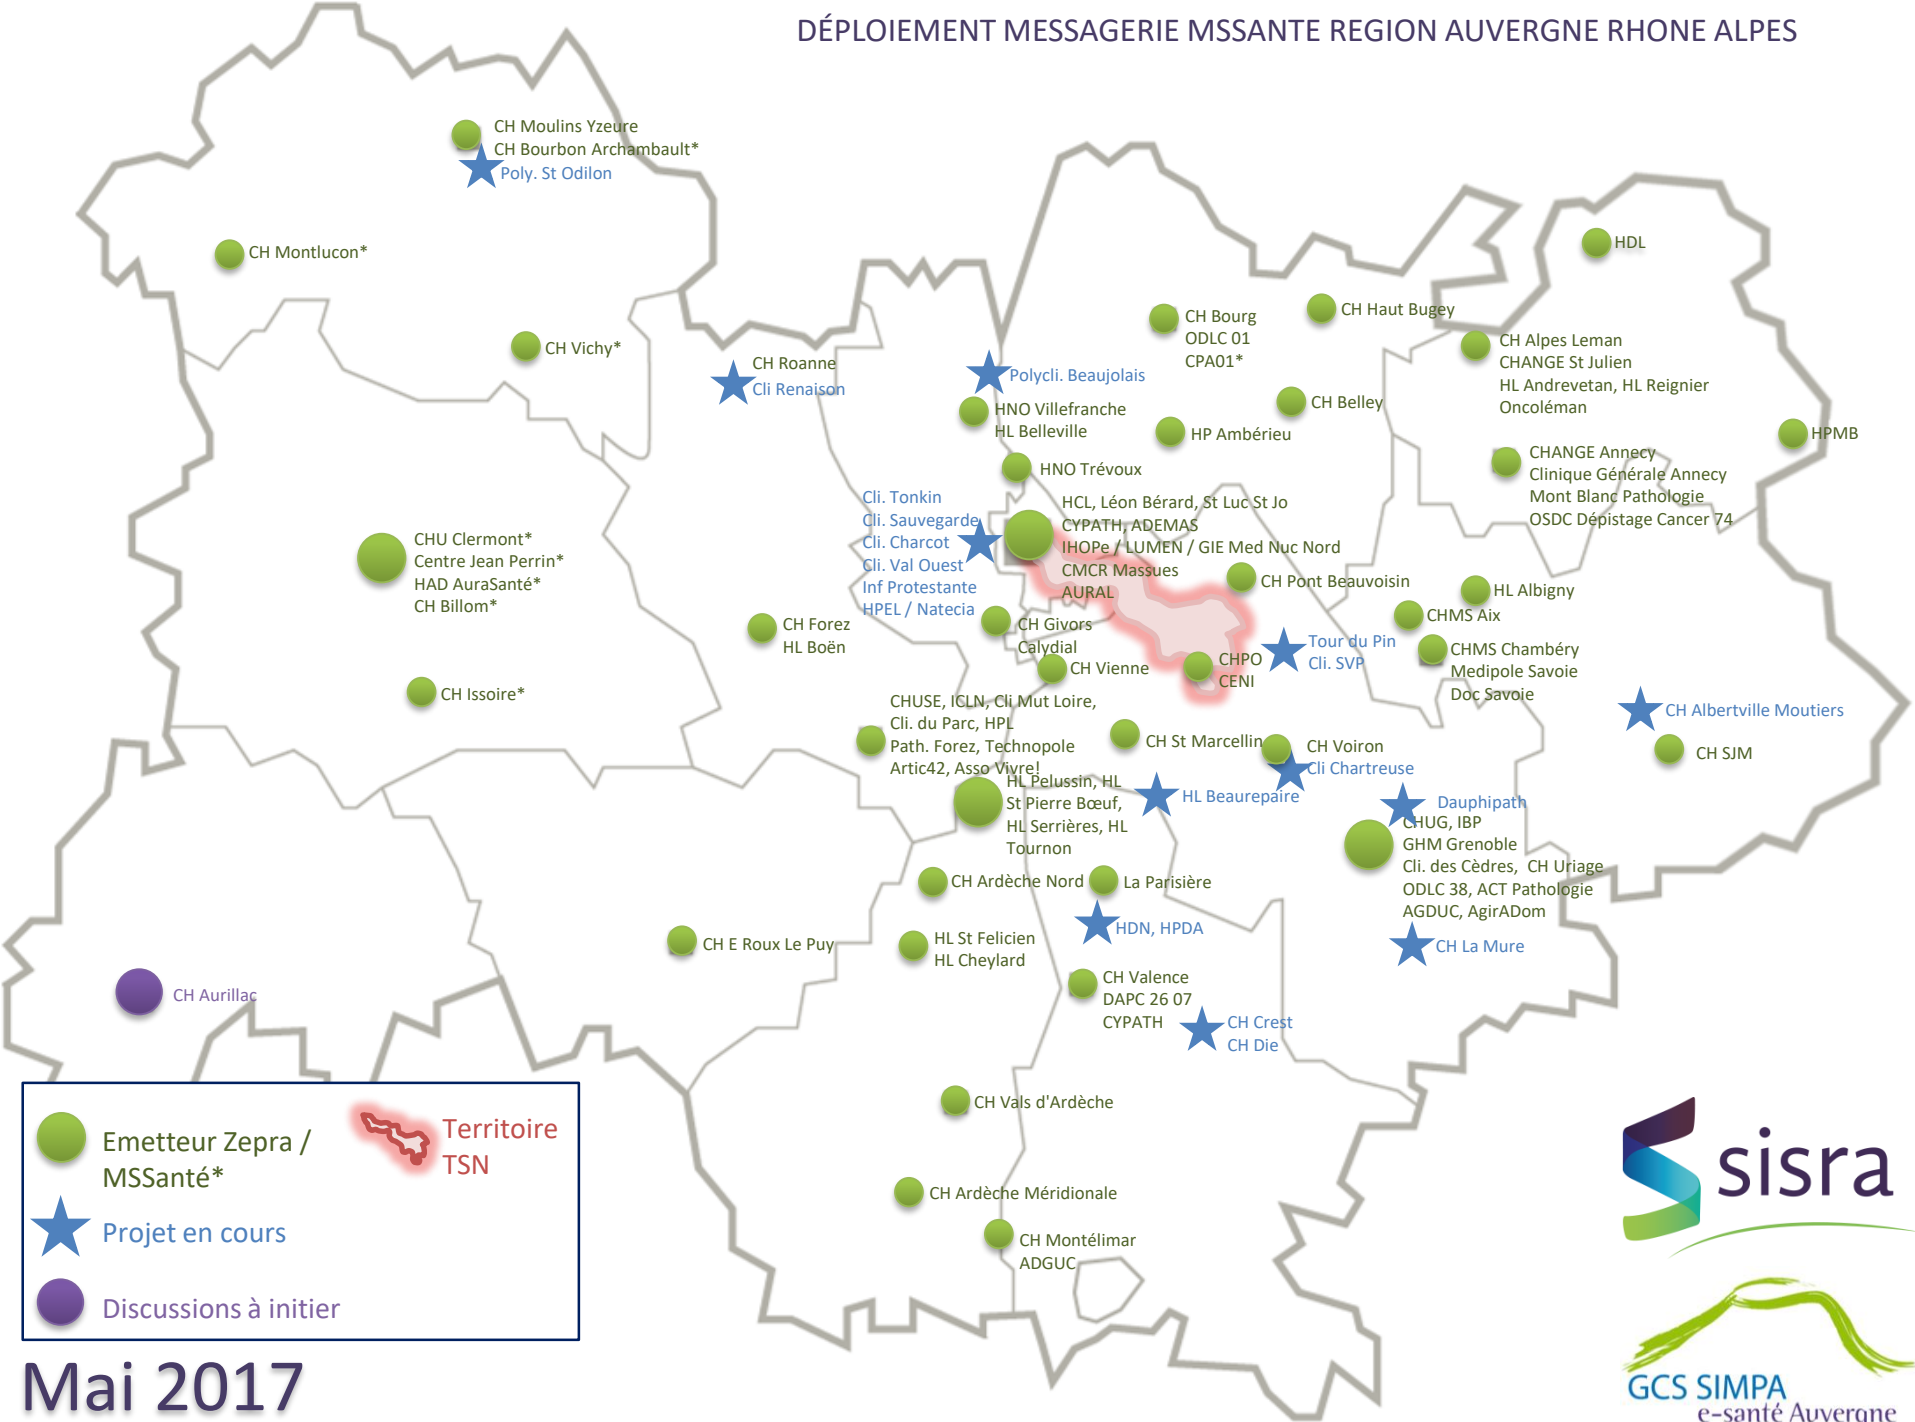 DÉPLOIEMENT MESSAGERIE MSSANTE REGION AUVERGNE RHONE ALPES
CH Moulins Yzeure
CH Bourbon Archambault*
Poly. St Odilon
CH Montlucon*
CH Vichy*
CH Roanne
Cli Renaison
HDL
CH Bourg
ODLC 01
CPA01*
CH Haut Bugey
CH Alpes Leman
CHANGE St Julien
HL Andrevetan, HL Reignier
Oncoléman
Polycli. Beaujolais
HNO Villefranche
HL Belleville
CH Belley
HP Ambérieu
HPMB
CHANGE Annecy
Clinique Générale Annecy
Mont Blanc Pathologie
OSDC Dépistage Cancer 74
HNO Trévoux
Cli. Tonkin
Cli. Sauvegarde
Cli. Charcot
Cli. Val Ouest
Inf Protestante
HPEL / Natecia
HCL, Léon Bérard, St Luc St Jo
CYPATH, ADEMAS
IHOPe / LUMEN / GIE Med Nuc Nord
CMCR Massues
AURAL
CHU Clermont*
Centre Jean Perrin*
HAD AuraSanté*
CH Billom*
CH Pont Beauvoisin
HL Albigny
CHMS Aix
CH Forez
HL Boën
CH Givors
Calydial
CH Vienne
CHPO
CENI
Tour du Pin
Cli. SVP
CHMS Chambéry
Medipole Savoie
Doc Savoie
CH Issoire*
CHUSE, ICLN, Cli Mut Loire,
Cli. du Parc, HPL
Path. Forez, Technopole
Artic42, Asso Vivre!
CH St Marcellin
CH Voiron
Cli Chartreuse
CH Albertville Moutiers
CH SJM
HL Pelussin, HL
St Pierre Bœuf,
HL Serrières, HL
Tournon
HL Beaurepaire
Dauphipath
CHUG, IBP
GHM Grenoble
Cli. des Cèdres, CH Uriage
ODLC 38, ACT Pathologie
AGDUC, AgirADom
CH Ardèche Nord
La Parisière
HDN, HPDA
CH La Mure
CH E Roux Le Puy
HL St Felicien
HL Cheylard
CH Valence
DAPC 26 07
CYPATH
CH Crest
CH Die
CH Aurillac
CH Vals d'Ardèche
CH Ardèche Méridionale
CH Montélimar
ADGUC
Emetteur Zepra /
MSSanté*
Territoire
TSN
Projet en cours
Discussions à initier
Mai 2017
sisra
GCS SIMPA
e-santé Auvergne